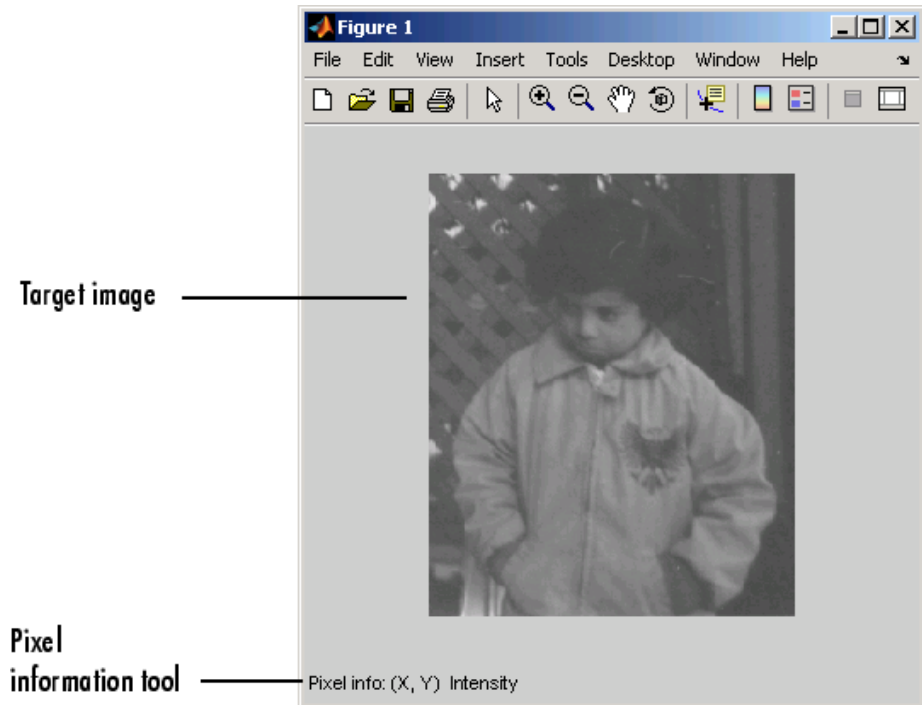 Figure 1
File Edit View Insert Tools Desktop Window Help
Target image
Pixel
information tool
Pixel info: (X, Y) Intensity